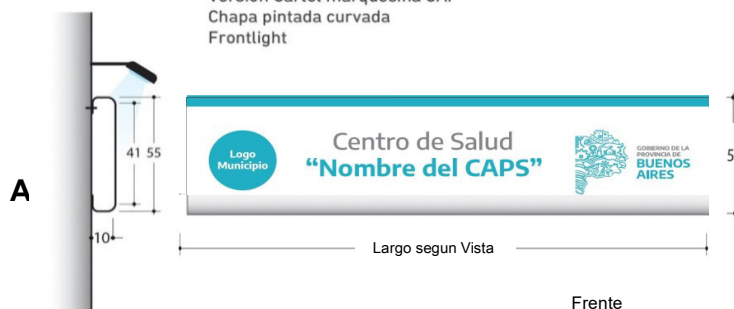 Chapa pintada curvada
Frontlight
A
41 55
10
Logo
Municipio
Centro de Salud
“Nombre del CAPS”
GOBIERNO DE LA
PROVINCIA DE
BUENOS
AIRES
Largo segun Vista
Frente